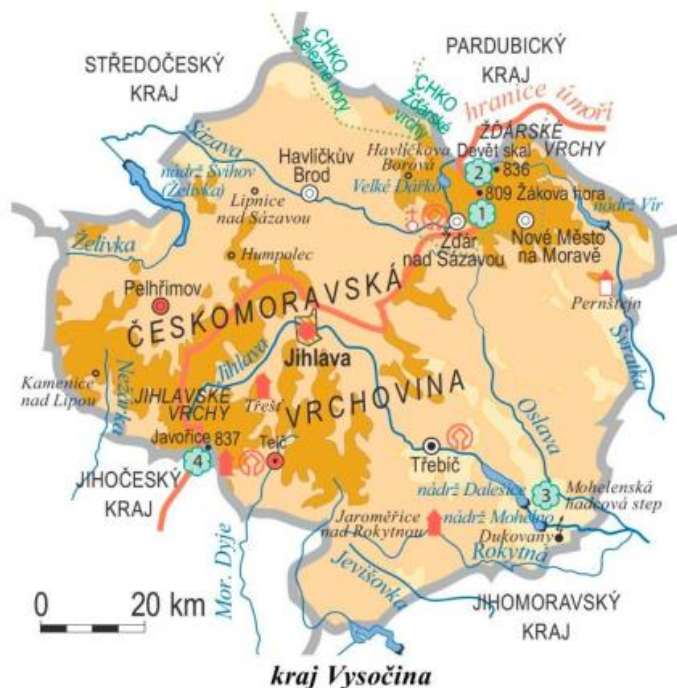 STŘEDOČESKÝ
KRAJ
CHKO
Železné hory
CHKO
Žďárské
vrchy
PARDUBICKÝ
KRAJ
hranice úmoří
Sázava
nádrž Švihov
(Želivka)
Havlíčkův
Brod
Havlíčkova
Borová
Velké Dářko
ŽĎÁRSKÉ
VRCHY
Devět skal
836
2
809 Žákova hora
1
nádrž Vír
Lipnice
nad Sázavou
Želivka
Humpolec
Žďár
nad Sázavou
Nové Město
na Moravě
Pernštejn
Svratka
Pelhřimov
ČESKOMORAVSKÁ
VRCHOVINA
Jihlava
Jihlava
Kamenice
nad Lipou
Nežárka
JIHLAVSKÉ
VRCHY
Třešť
Javořice 837
Telč
4
JIHOČESKÝ
KRAJ
Oslava
Třebíč
nádrž Dalešice
3
Mohelenská
hadcová step
Jaroměřice
nad Rokytnou
nádrž Mohelno
Dukovany
Rokytná
Mor. Dyje
Jevišovka
JIHOMORAVSKÝ
KRAJ
0 20 km
kraj Vysočina